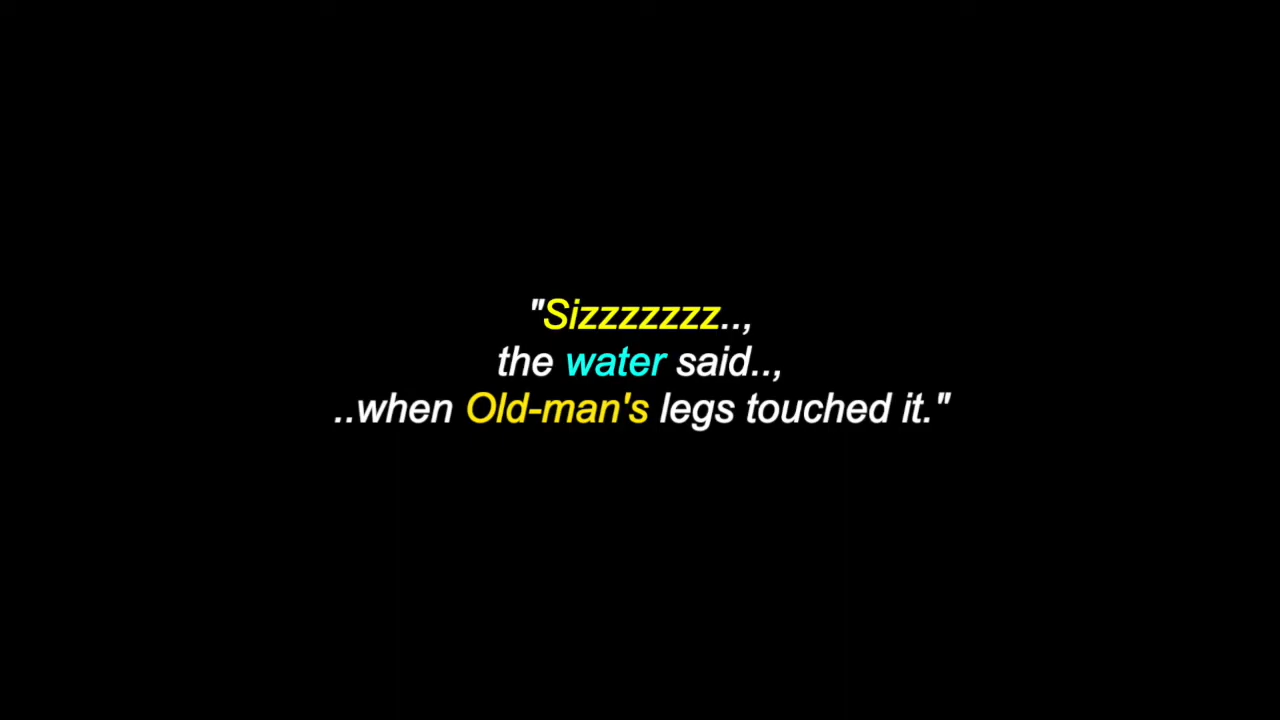 "Sizzzzzzz..,
the water said..,
..when Old-man's legs touched it."